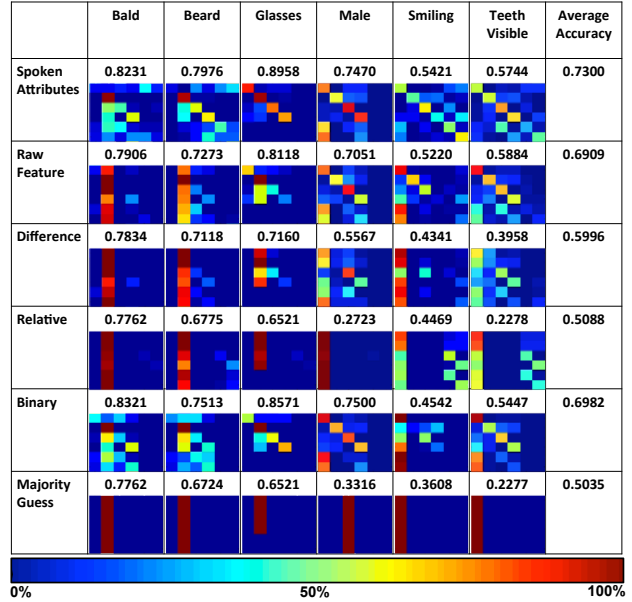 Bald Beard Glasses Male Smiling Teeth Visible Average Accuracy
Spoken Attributes 0.8231 0.7976 0.8958 0.7470 0.5421 0.5744 0.7300
Raw Feature 0.7906 0.7273 0.8118 0.7051 0.5220 0.5884 0.6909
Difference 0.7834 0.7118 0.7160 0.5567 0.4341 0.3958 0.5996
Relative 0.7762 0.6775 0.6521 0.2723 0.4469 0.2278 0.5088
Binary 0.8321 0.7513 0.8571 0.7500 0.4542 0.5447 0.6982
Majority Guess 0.7762 0.6724 0.6521 0.3316 0.3608 0.2277 0.5035
0% 50% 100%